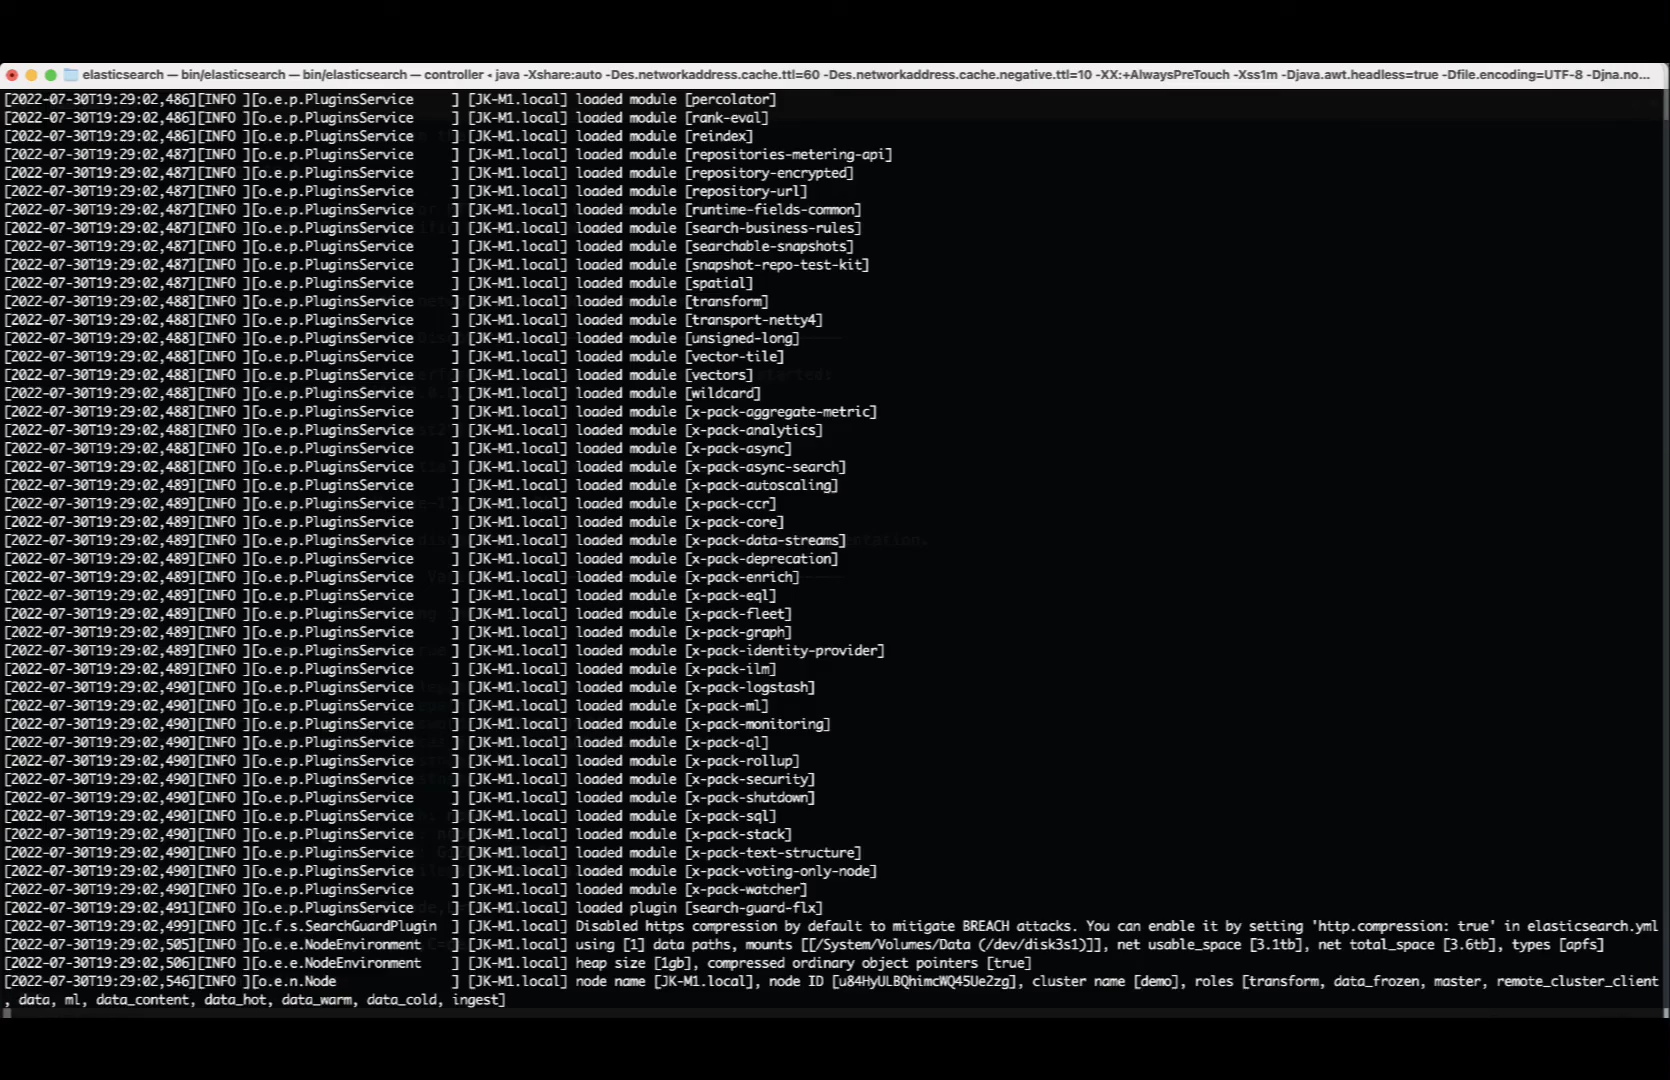 elasticsearch — bin/elasticsearch — bin/elasticsearch — controller ◂ java -Xshare:auto -Des.networkaddress.cache.ttl=60 -Des.networkaddress.cache.negative.ttl=10 -XX:+AlwaysPreTouch -Xss1m -Djava.awt.headless=true -Dfile.encoding=UTF-8 -Djna.no...
[2022-07-30T19:29:02,486][INFO ][o.e.p.PluginsService     ] [JK-M1.local] loaded module [percolator]
[2022-07-30T19:29:02,486][INFO ][o.e.p.PluginsService     ] [JK-M1.local] loaded module [rank-eval]
[2022-07-30T19:29:02,486][INFO ][o.e.p.PluginsService     ] [JK-M1.local] loaded module [reindex]
[2022-07-30T19:29:02,487][INFO ][o.e.p.PluginsService     ] [JK-M1.local] loaded module [repositories-metering-api]
[2022-07-30T19:29:02,487][INFO ][o.e.p.PluginsService     ] [JK-M1.local] loaded module [repository-encrypted]
[2022-07-30T19:29:02,487][INFO ][o.e.p.PluginsService     ] [JK-M1.local] loaded module [repository-url]
[2022-07-30T19:29:02,487][INFO ][o.e.p.PluginsService     ] [JK-M1.local] loaded module [runtime-fields-common]
[2022-07-30T19:29:02,487][INFO ][o.e.p.PluginsService     ] [JK-M1.local] loaded module [search-business-rules]
[2022-07-30T19:29:02,487][INFO ][o.e.p.PluginsService     ] [JK-M1.local] loaded module [searchable-snapshots]
[2022-07-30T19:29:02,487][INFO ][o.e.p.PluginsService     ] [JK-M1.local] loaded module [snapshot-repo-test-kit]
[2022-07-30T19:29:02,487][INFO ][o.e.p.PluginsService     ] [JK-M1.local] loaded module [spatial]
[2022-07-30T19:29:02,488][INFO ][o.e.p.PluginsService     ] [JK-M1.local] loaded module [transform]
[2022-07-30T19:29:02,488][INFO ][o.e.p.PluginsService     ] [JK-M1.local] loaded module [transport-netty4]
[2022-07-30T19:29:02,488][INFO ][o.e.p.PluginsService     ] [JK-M1.local] loaded module [unsigned-long]
[2022-07-30T19:29:02,488][INFO ][o.e.p.PluginsService     ] [JK-M1.local] loaded module [vector-tile]
[2022-07-30T19:29:02,488][INFO ][o.e.p.PluginsService     ] [JK-M1.local] loaded module [vectors]
[2022-07-30T19:29:02,488][INFO ][o.e.p.PluginsService     ] [JK-M1.local] loaded module [wildcard]
[2022-07-30T19:29:02,488][INFO ][o.e.p.PluginsService     ] [JK-M1.local] loaded module [x-pack-aggregate-metric]
[2022-07-30T19:29:02,488][INFO ][o.e.p.PluginsService     ] [JK-M1.local] loaded module [x-pack-analytics]
[2022-07-30T19:29:02,488][INFO ][o.e.p.PluginsService     ] [JK-M1.local] loaded module [x-pack-async]
[2022-07-30T19:29:02,488][INFO ][o.e.p.PluginsService     ] [JK-M1.local] loaded module [x-pack-async-search]
[2022-07-30T19:29:02,489][INFO ][o.e.p.PluginsService     ] [JK-M1.local] loaded module [x-pack-autoscaling]
[2022-07-30T19:29:02,489][INFO ][o.e.p.PluginsService     ] [JK-M1.local] loaded module [x-pack-ccr]
[2022-07-30T19:29:02,489][INFO ][o.e.p.PluginsService     ] [JK-M1.local] loaded module [x-pack-core]
[2022-07-30T19:29:02,489][INFO ][o.e.p.PluginsService     ] [JK-M1.local] loaded module [x-pack-data-streams]
[2022-07-30T19:29:02,489][INFO ][o.e.p.PluginsService     ] [JK-M1.local] loaded module [x-pack-deprecation]
[2022-07-30T19:29:02,489][INFO ][o.e.p.PluginsService     ] [JK-M1.local] loaded module [x-pack-enrich]
[2022-07-30T19:29:02,489][INFO ][o.e.p.PluginsService     ] [JK-M1.local] loaded module [x-pack-eql]
[2022-07-30T19:29:02,489][INFO ][o.e.p.PluginsService     ] [JK-M1.local] loaded module [x-pack-fleet]
[2022-07-30T19:29:02,489][INFO ][o.e.p.PluginsService     ] [JK-M1.local] loaded module [x-pack-graph]
[2022-07-30T19:29:02,489][INFO ][o.e.p.PluginsService     ] [JK-M1.local] loaded module [x-pack-identity-provider]
[2022-07-30T19:29:02,489][INFO ][o.e.p.PluginsService     ] [JK-M1.local] loaded module [x-pack-ilm]
[2022-07-30T19:29:02,490][INFO ][o.e.p.PluginsService     ] [JK-M1.local] loaded module [x-pack-logstash]
[2022-07-30T19:29:02,490][INFO ][o.e.p.PluginsService     ] [JK-M1.local] loaded module [x-pack-ml]
[2022-07-30T19:29:02,490][INFO ][o.e.p.PluginsService     ] [JK-M1.local] loaded module [x-pack-monitoring]
[2022-07-30T19:29:02,490][INFO ][o.e.p.PluginsService     ] [JK-M1.local] loaded module [x-pack-ql]
[2022-07-30T19:29:02,490][INFO ][o.e.p.PluginsService     ] [JK-M1.local] loaded module [x-pack-rollup]
[2022-07-30T19:29:02,490][INFO ][o.e.p.PluginsService     ] [JK-M1.local] loaded module [x-pack-security]
[2022-07-30T19:29:02,490][INFO ][o.e.p.PluginsService     ] [JK-M1.local] loaded module [x-pack-shutdown]
[2022-07-30T19:29:02,490][INFO ][o.e.p.PluginsService     ] [JK-M1.local] loaded module [x-pack-sql]
[2022-07-30T19:29:02,490][INFO ][o.e.p.PluginsService     ] [JK-M1.local] loaded module [x-pack-stack]
[2022-07-30T19:29:02,490][INFO ][o.e.p.PluginsService     ] [JK-M1.local] loaded module [x-pack-text-structure]
[2022-07-30T19:29:02,490][INFO ][o.e.p.PluginsService     ] [JK-M1.local] loaded module [x-pack-voting-only-node]
[2022-07-30T19:29:02,490][INFO ][o.e.p.PluginsService     ] [JK-M1.local] loaded module [x-pack-watcher]
[2022-07-30T19:29:02,491][INFO ][o.e.p.PluginsService     ] [JK-M1.local] loaded plugin [search-guard-flx]
[2022-07-30T19:29:02,493][INFO ][c.f.s.SearchGuardPlugin  ] [JK-M1.local] Disabled https compression by default to mitigate BREACH attacks. You can enable it by setting 'http.compression: true' in elasticsearch.yml
[2022-07-30T19:29:02,505][INFO ][o.e.e.NodeEnvironment    ] [JK-M1.local] using [1] data paths, mounts [[/System/Volumes/Data (/dev/disk3s1)]], net usable_space [3.1tb], net total_space [3.6tb], types [apfs]
[2022-07-30T19:29:02,506][INFO ][o.e.e.NodeEnvironment    ] [JK-M1.local] heap size [1gb], compressed ordinary object pointers [true]
[2022-07-30T19:29:02,546][INFO ][o.e.n.Node               ] [JK-M1.local] node name [JK-M1.local], node ID [u84HyULBQhimcWQ45Ue2zg], cluster name [demo], roles [transform, data_frozen, master, remote_cluster_client
, data, ml, data_content, data_hot, data_warm, data_cold, ingest]